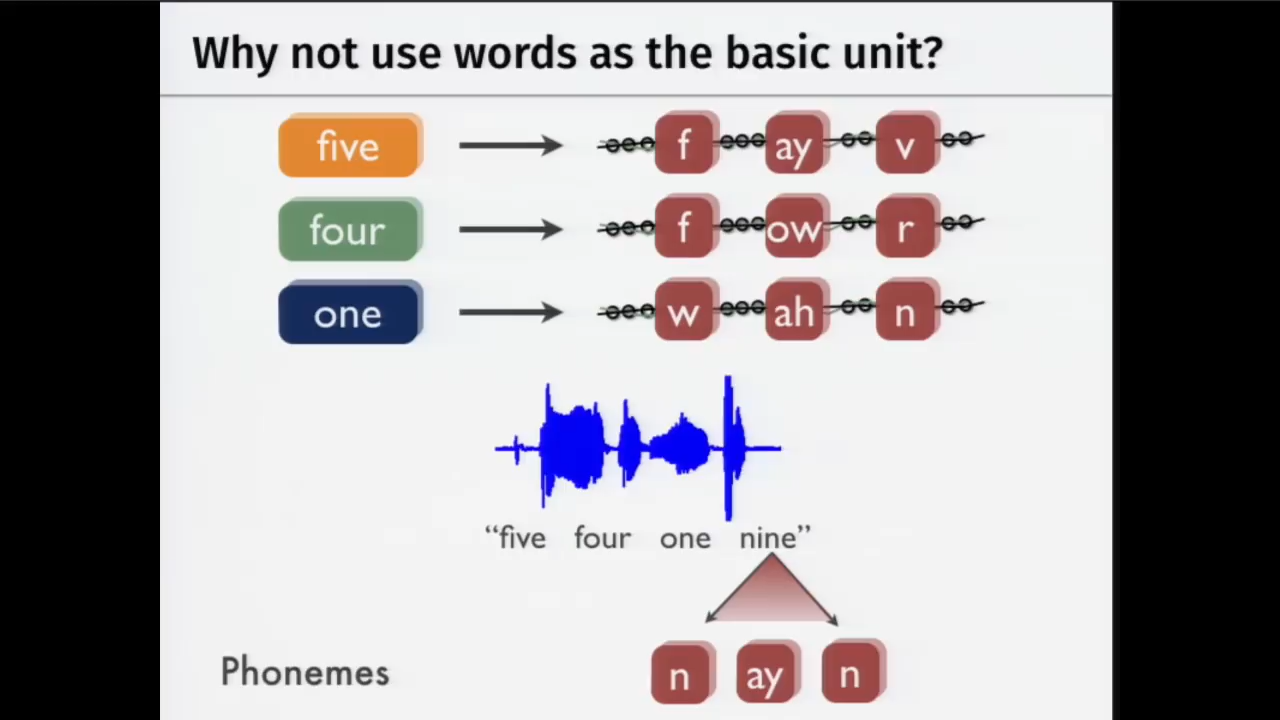 Why not use words as the basic unit?
five f ay v
four f ow r
one w ah n
“five four one nine”
Phonemes n ay n